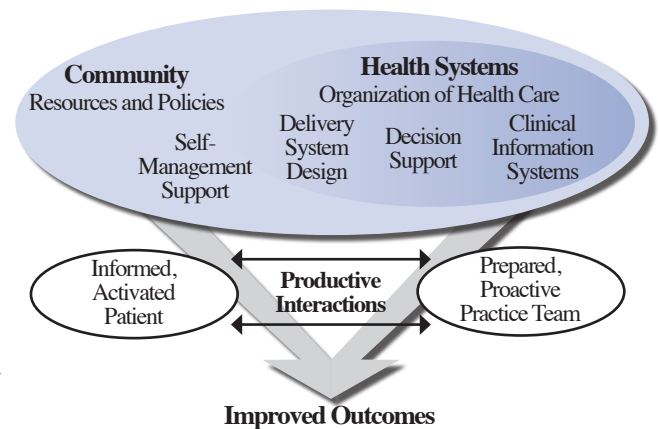 Community
Resources and Policies
Health Systems
Organization of Health Care
Self-
Management
Support
Delivery
System
Design
Decision
Support
Clinical
Information
Systems
Informed,
Activated
Patient
Productive
Interactions
Prepared,
Proactive
Practice Team
Improved Outcomes